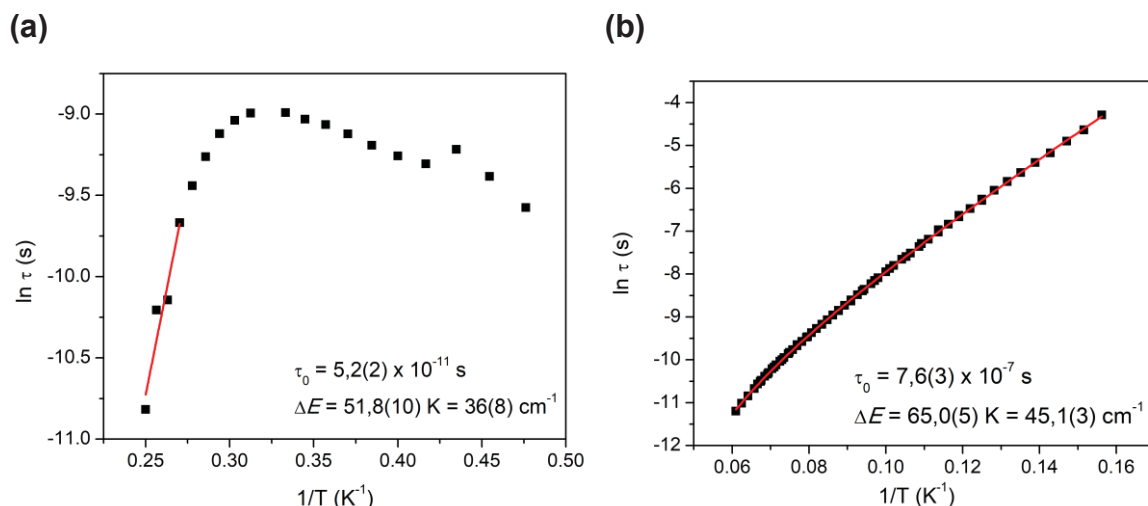 (a)
(b)
ln τ (s)
-9.0
-9.5
-10.0
-10.5
-11.0
τ0 = 5,2(2) x 10-11 s
ΔE = 51,8(10) K = 36(8) cm-1
0.25 0.30 0.35 0.40 0.45 0.50
1/T (K-1)
ln τ (s)
-4
-5
-6
-7
-8
-9
-10
-11
-12
τ0 = 7,6(3) x 10-7 s
ΔE = 65,0(5) K = 45,1(3) cm-1
0.06 0.08 0.10 0.12 0.14 0.16
1/T (K-1)